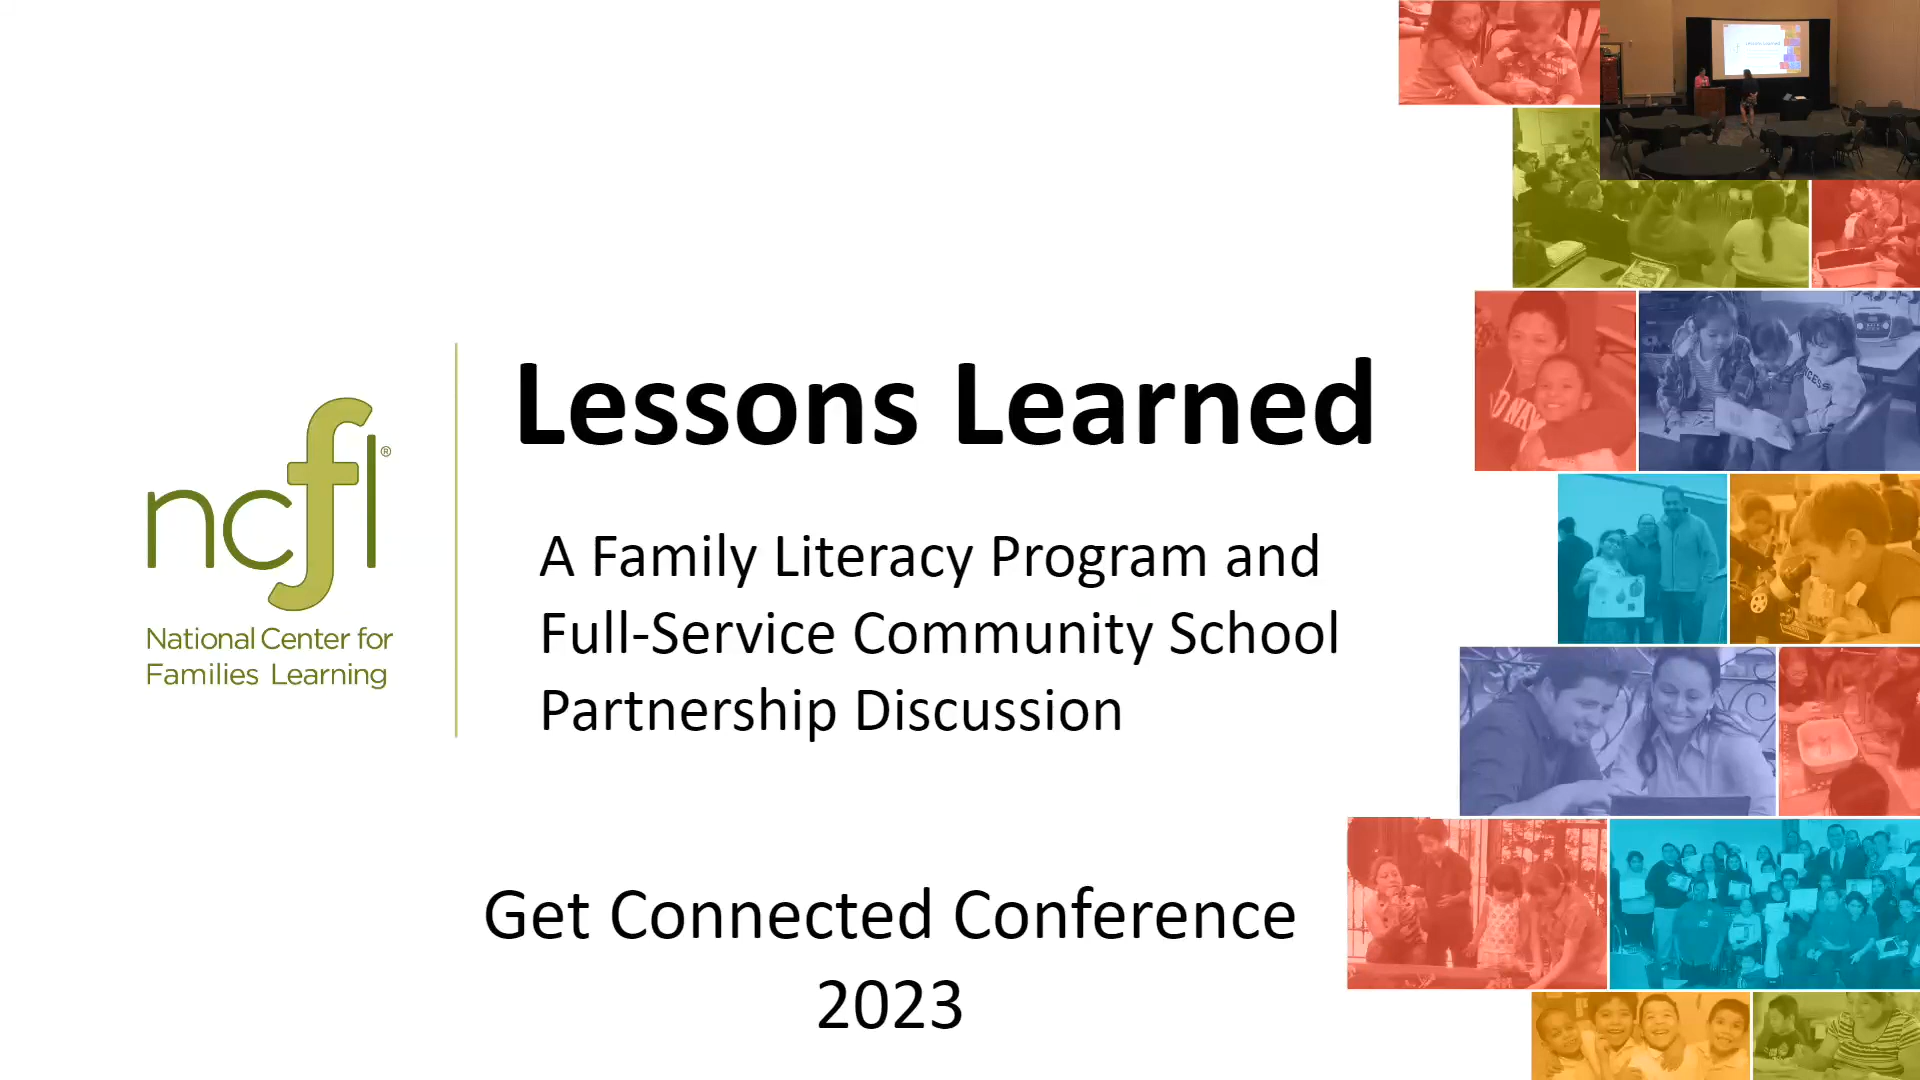 Lessons Learned
ncfl®
National Center for
Families Learning
A Family Literacy Program and
Full-Service Community School
Partnership Discussion
Get Connected Conference
2023